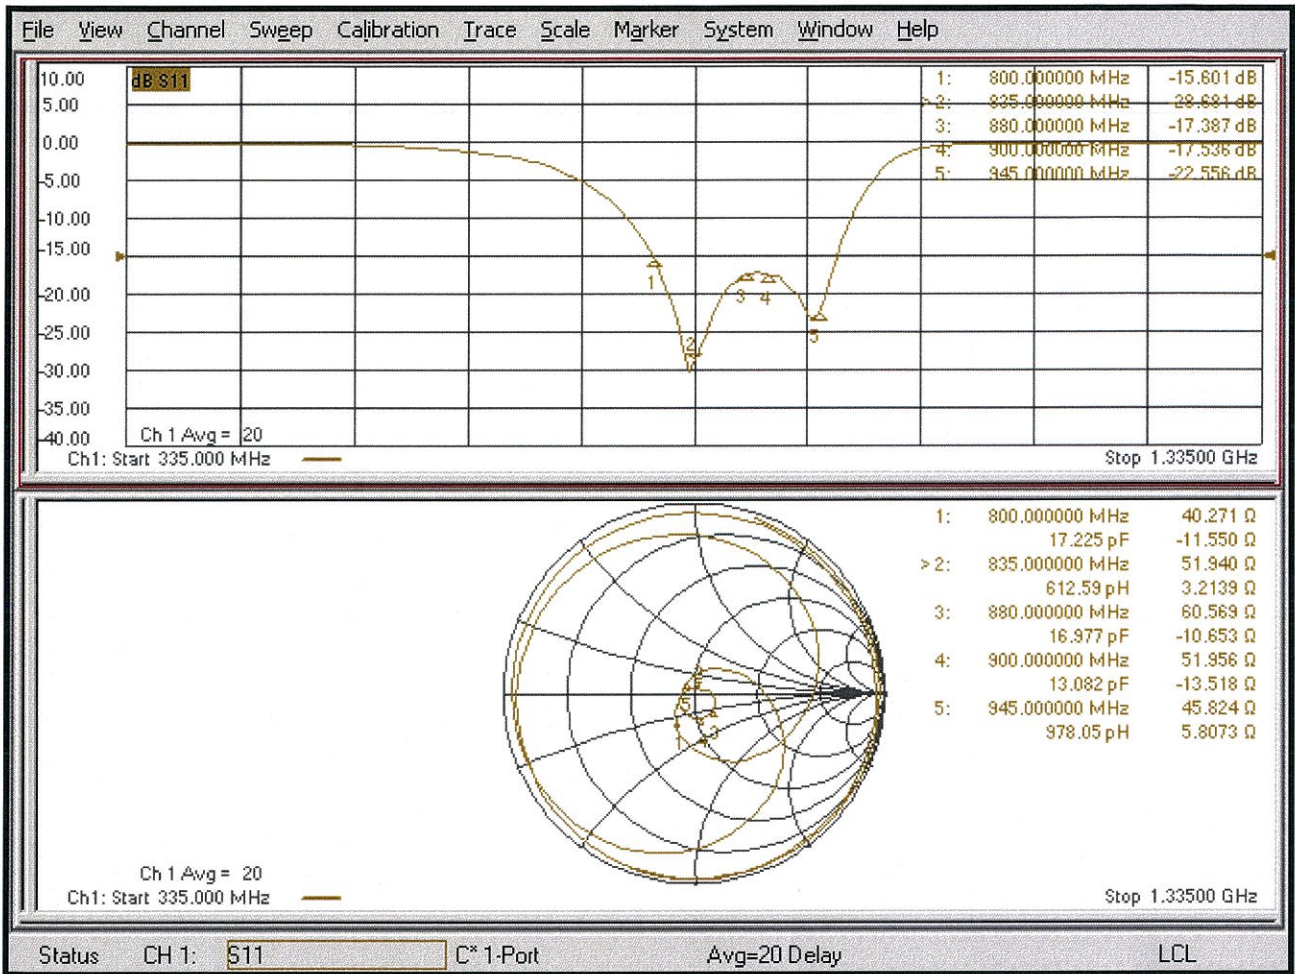 File View Channel Sweep Calibration Trace Scale Marker System Window Help
10.00
5.00
0.00
-5.00
-10.00
-15.00
-20.00
-25.00
-30.00
-35.00
-40.00
dB S11
1: 800.000000 MHz -15.601 dB
>2: 835.000000 MHz -28.681 dB
3: 880.000000 MHz -17.387 dB
4: 900.000000 MHz -17.536 dB
5: 945.000000 MHz -22.556 dB
1
2
3
4
5
Ch 1 Avg = 20
Ch1: Start 335.000 MHz
Stop 1.33500 GHz
1: 800.000000 MHz 40.271 Ω
17.225 pF -11.550 Ω
>2: 835.000000 MHz 51.940 Ω
612.59 pH 3.2139 Ω
3: 880.000000 MHz 60.569 Ω
16.977 pF -10.653 Ω
4: 900.000000 MHz 51.956 Ω
13.082 pF -13.518 Ω
5: 945.000000 MHz 45.824 Ω
978.05 pH 5.8073 Ω
Ch 1 Avg = 20
Ch1: Start 335.000 MHz
Stop 1.33500 GHz
Status CH 1: S11 C* 1-Port Avg=20 Delay LCL